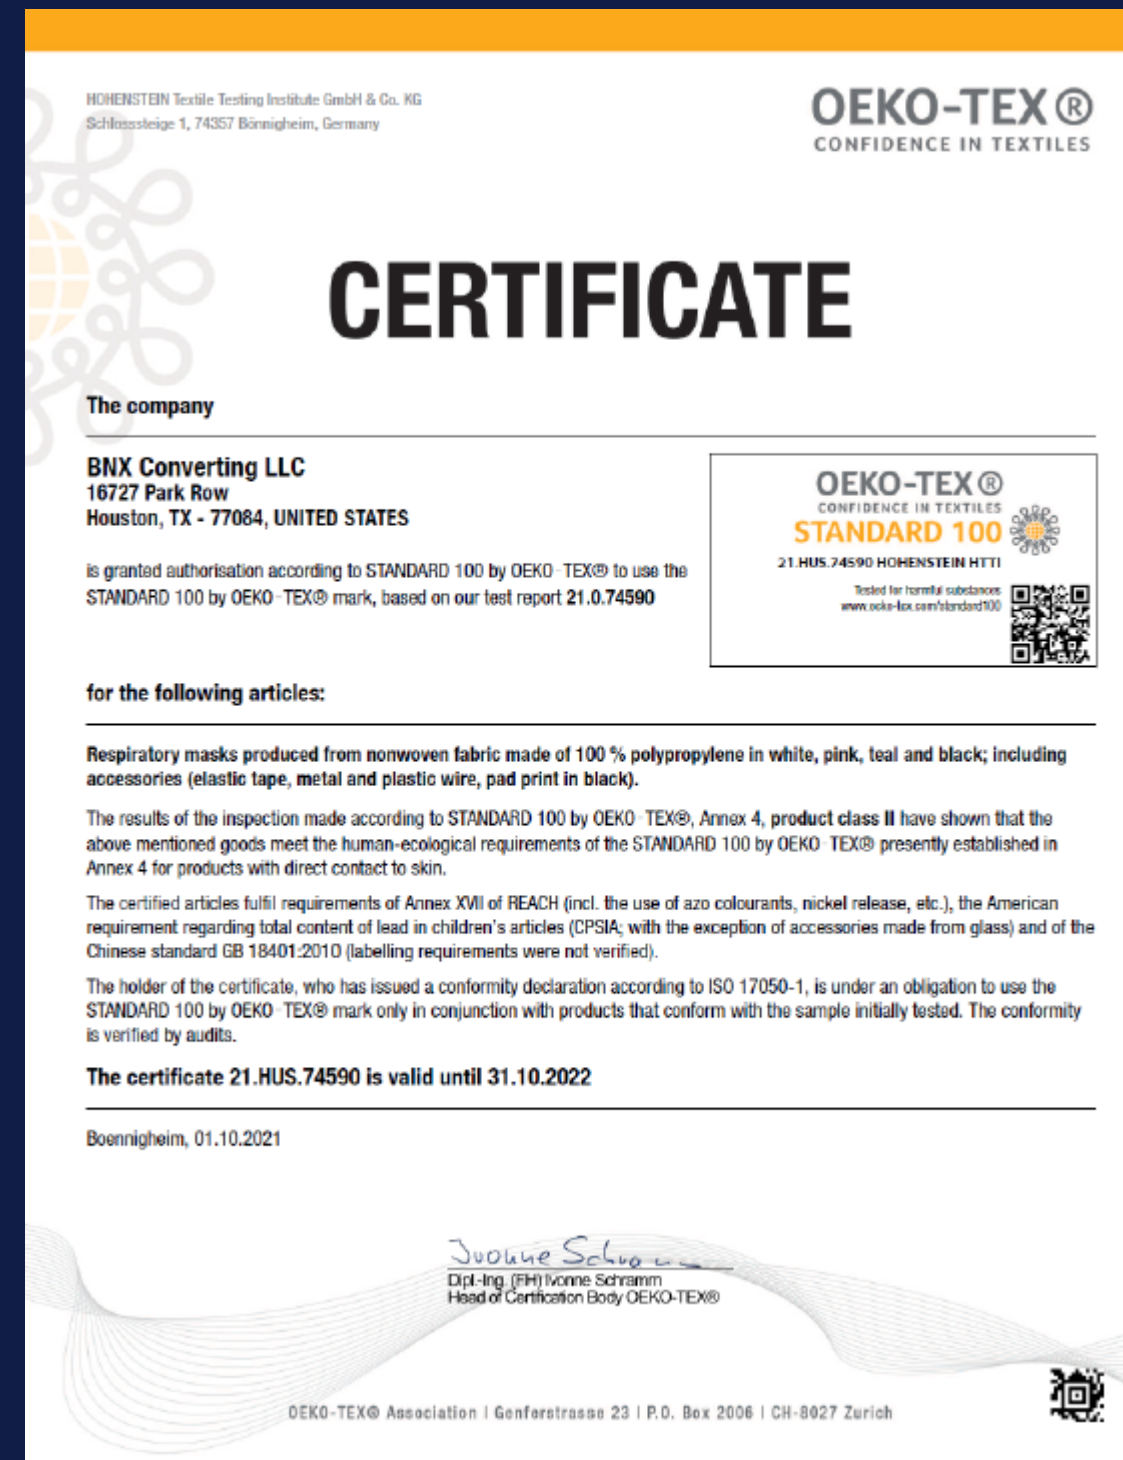 HOHENSTEIN Textile Testing Institute GmbH & Co. KG
Schlosssteige 1, 74357 Bönnigheim, Germany
OEKO-TEX®
CONFIDENCE IN TEXTILES
CERTIFICATE
The company
BNX Converting LLC
16727 Park Row
Houston, TX - 77084, UNITED STATES
is granted authorisation according to STANDARD 100 by OEKO-TEX® to use the
STANDARD 100 by OEKO-TEX® mark, based on our test report 21.0.74590
OEKO-TEX®
CONFIDENCE IN TEXTILES
STANDARD 100
21.HUS.74590 HOHENSTEIN HTTI
Tested for harmful substances
www.oeko-tex.com/standard100
for the following articles:
Respiratory masks produced from nonwoven fabric made of 100 % polypropylene in white, pink, teal and black; including
accessories (elastic tape, metal and plastic wire, pad print in black).
The results of the inspection made according to STANDARD 100 by OEKO-TEX®, Annex 4, product class II have shown that the
above mentioned goods meet the human-ecological requirements of the STANDARD 100 by OEKO-TEX® presently established in
Annex 4 for products with direct contact to skin.
The certified articles fulfil requirements of Annex XVII of REACH (incl. the use of azo colourants, nickel release, etc.), the American
requirement regarding total content of lead in children's articles (CPSIA; with the exception of accessories made from glass) and of the
Chinese standard GB 18401:2010 (labelling requirements were not verified).
The holder of the certificate, who has issued a conformity declaration according to ISO 17050-1, is under an obligation to use the
STANDARD 100 by OEKO-TEX® mark only in conjunction with products that conform with the sample initially tested. The conformity
is verified by audits.
The certificate 21.HUS.74590 is valid until 31.10.2022
Boennigheim, 01.10.2021
Ivonne Schramm
Dipl.-Ing. (FH) Ivonne Schramm
Head of Certification Body OEKO-TEX®
OEKO-TEX® Association | Genferstrasse 23 | P.O. Box 2006 | CH-8027 Zurich